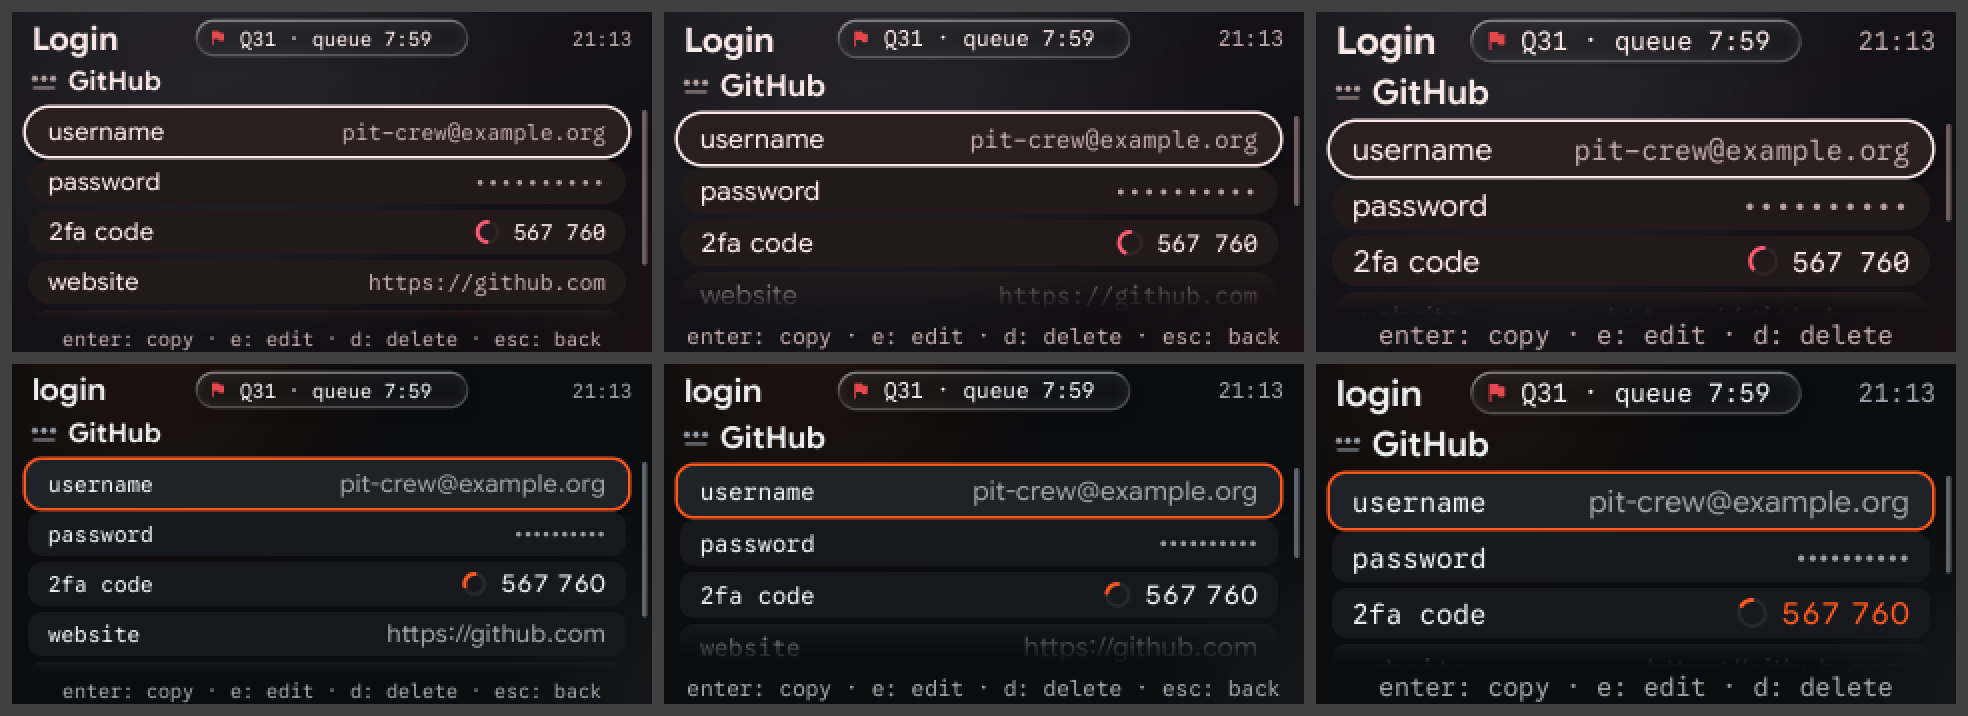 Login Q31 · queue 7:59 21:13
GitHub
username pit-crew@example.org
password ••••••••••
2fa code 567 760
website https://github.com
enter: copy · e: edit · d: delete · esc: back
Login Q31 · queue 7:59 21:13
GitHub
username pit-crew@example.org
password ••••••••••
2fa code 567 760
website https://github.com
enter: copy · e: edit · d: delete · esc: back
Login Q31 · queue 7:59 21:13
GitHub
username pit-crew@example.org
password ••••••••••
2fa code 567 760
enter: copy · e: edit · d: delete
login Q31 · queue 7:59 21:13
GitHub
username pit-crew@example.org
password ••••••••••
2fa code 567 760
website https://github.com
enter: copy · e: edit · d: delete · esc: back
login Q31 · queue 7:59 21:13
GitHub
username pit-crew@example.org
password ••••••••••
2fa code 567 760
website https://github.com
enter: copy · e: edit · d: delete · esc: back
login Q31 · queue 7:59 21:13
GitHub
username pit-crew@example.org
password ••••••••••
2fa code 567 760
enter: copy · e: edit · d: delete